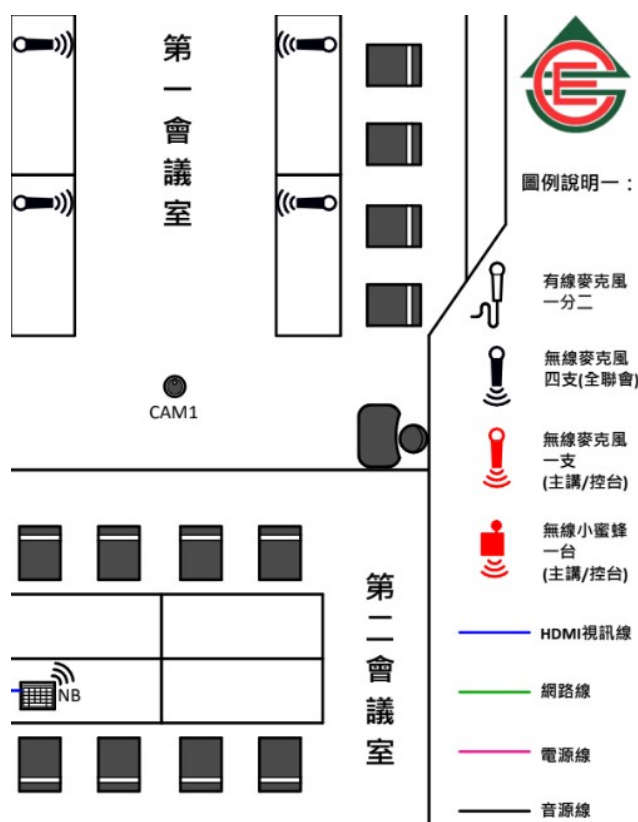 第一會議室
CAM1
第二會議室
NB
CE
圖例說明一：
有線麥克風
一分二
無線麥克風
四支(全聯會)
無線麥克風
一支
(主講/控台)
無線小蜜蜂
一台
(主講/控台)
HDMI視訊線
網路線
電源線
音源線